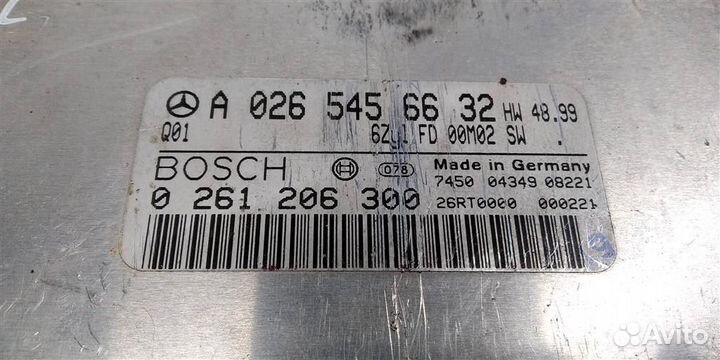 A 026 545 66 32 HW 48.99
Q01 6Zyl FD 00M02 SW .
BOSCH 078 Made in Germany
7450 04349 08221
0 261 206 300 26RT0000 000221
Avito